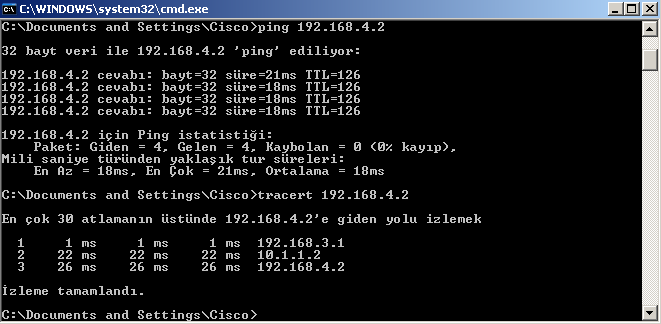 C:\WINDOWS\system32\cmd.exe
C:\Documents and Settings\Cisco>ping 192.168.4.2
32 bayt veri ile 192.168.4.2 'ping' ediliyor:
192.168.4.2 cevabı: bayt=32 süre=21ms TTL=126
192.168.4.2 cevabı: bayt=32 süre=18ms TTL=126
192.168.4.2 cevabı: bayt=32 süre=18ms TTL=126
192.168.4.2 cevabı: bayt=32 süre=18ms TTL=126
192.168.4.2 için Ping istatistiği:
Paket: Giden = 4, Gelen = 4, Kaybolan = 0 (0% kayıp),
Mili saniye türünden yaklaşık tur süreleri:
En Az = 18ms, En Çok = 21ms, Ortalama = 18ms
C:\Documents and Settings\Cisco>tracert 192.168.4.2
En çok 30 atlamanın üstünde 192.168.4.2'e giden yolu izlemek
1 1 ms 1 ms 1 ms 192.168.3.1
2 22 ms 22 ms 22 ms 10.1.1.2
3 26 ms 26 ms 26 ms 192.168.4.2
İzleme tamamlandı.
C:\Documents and Settings\Cisco>